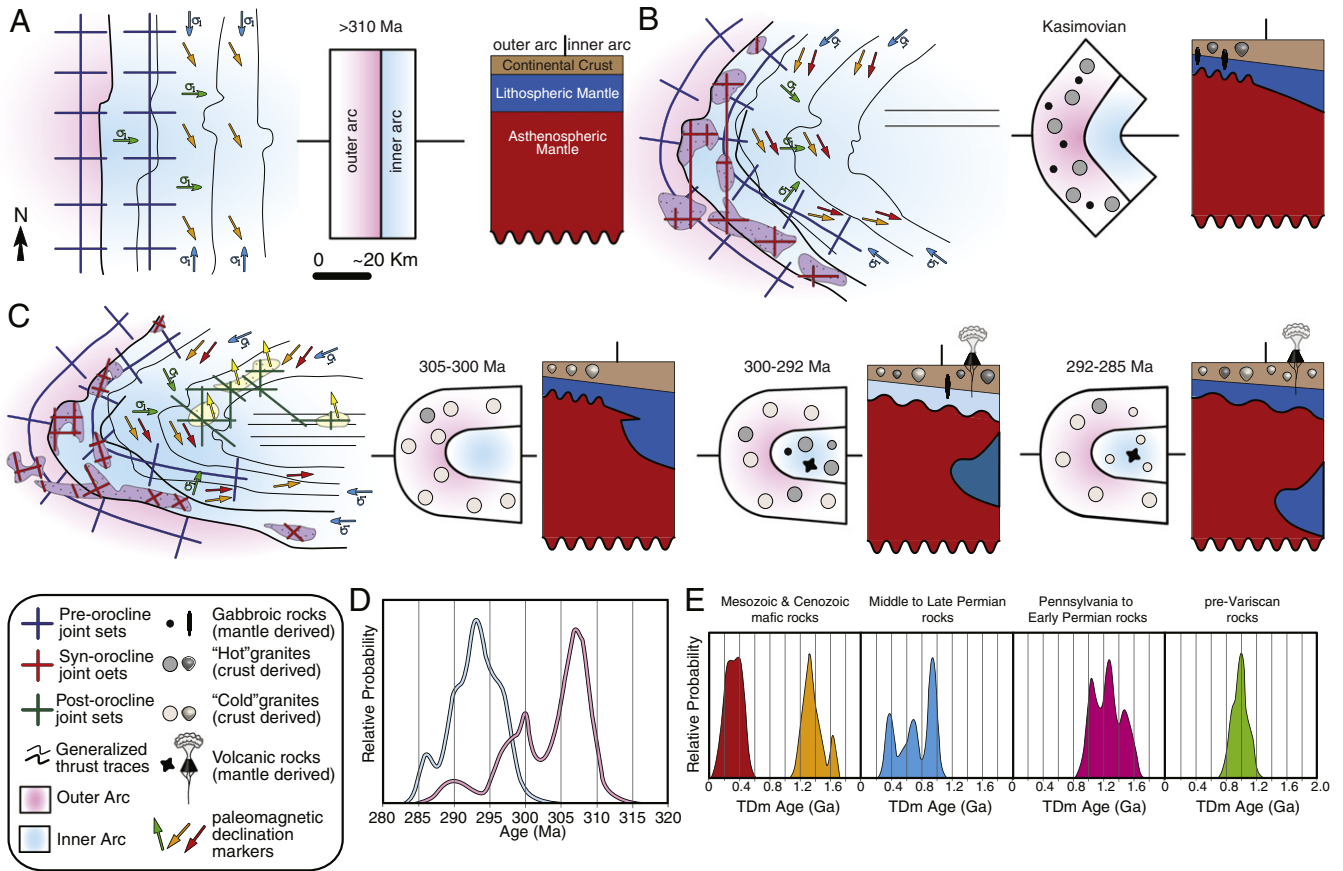 A
>310 Ma
outer arc
inner arc
0 ~20 Km
N
σ1
σ1
σ1
σ1
σ1
σ1
σ1
outer arc inner arc
Continental Crust
Lithospheric Mantle
Asthenospheric
Mantle
B
σ1
σ1
σ1
σ1
σ1
σ1
σ1
Kasimovian
C
σ1
σ1
σ1
σ1
σ1
σ1
σ1
305-300 Ma
300-292 Ma
292-285 Ma
Pre-orocline
joint sets
Syn-orocline
joint oets
Post-orocline
joint sets
Generalized
thrust traces
Outer Arc
Inner Arc
Gabbroic rocks
(mantle derived)
"Hot"granites
(crust derived)
"Cold"granites
(crust derived)
Volcanic rocks
(mantle derived)
paleomagnetic
declination
markers
D
Relative Probability
280 285 290 295 300 305 310 315 320
Age (Ma)
E
Relative Probability
Mesozoic & Cenozoic
mafic rocks
Middle to Late Permian
rocks
Pennsylvania to
Early Permian rocks
pre-Variscan
rocks
0 0.4 0.8 1.2 1.6 0 0.4 0.8 1.2 1.6 0 0.4 0.8 1.2 1.6 0 0.4 0.8 1.2 1.6 2.0
TDm Age (Ga) TDm Age (Ga) TDm Age (Ga) TDm Age (Ga)